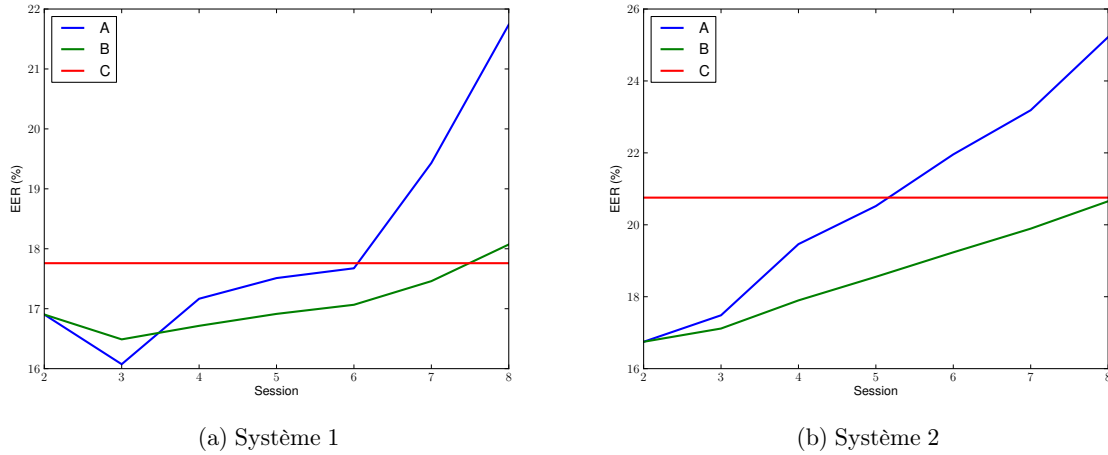 22
21
20
19
18
17
16
EER (%)
A
B
C
2 3 4 5 6 7 8
Session
(a) Système 1
26
24
22
20
18
16
EER (%)
A
B
C
2 3 4 5 6 7 8
Session
(b) Système 2